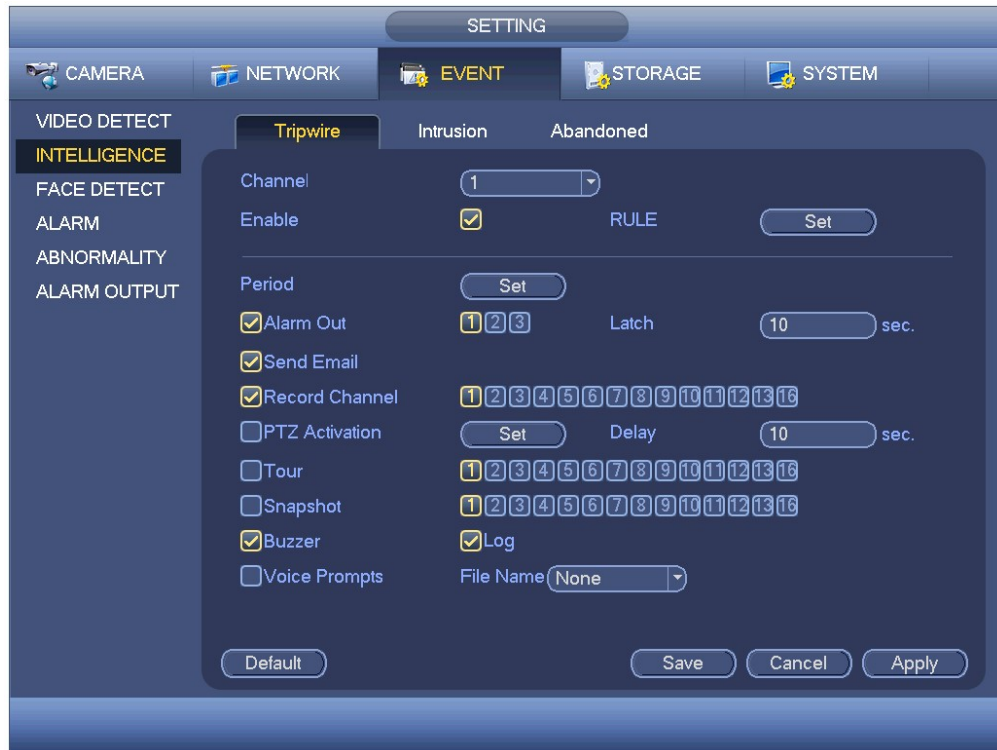 SETTING
CAMERA NETWORK EVENT STORAGE SYSTEM
VIDEO DETECT
INTELLIGENCE
FACE DETECT
ALARM
ABNORMALITY
ALARM OUTPUT
Tripwire Intrusion Abandoned
Channel 1
Enable RULE Set
Period Set
Alarm Out 1 2 3 Latch 10 sec.
Send Email
Record Channel 1 2 3 4 5 6 7 8 9 10 11 12 13 16
PTZ Activation Set Delay 10 sec.
Tour 1 2 3 4 5 6 7 8 9 10 11 12 13 16
Snapshot 1 2 3 4 5 6 7 8 9 10 11 12 13 16
Buzzer Log
Voice Prompts File Name None
Default Save Cancel Apply